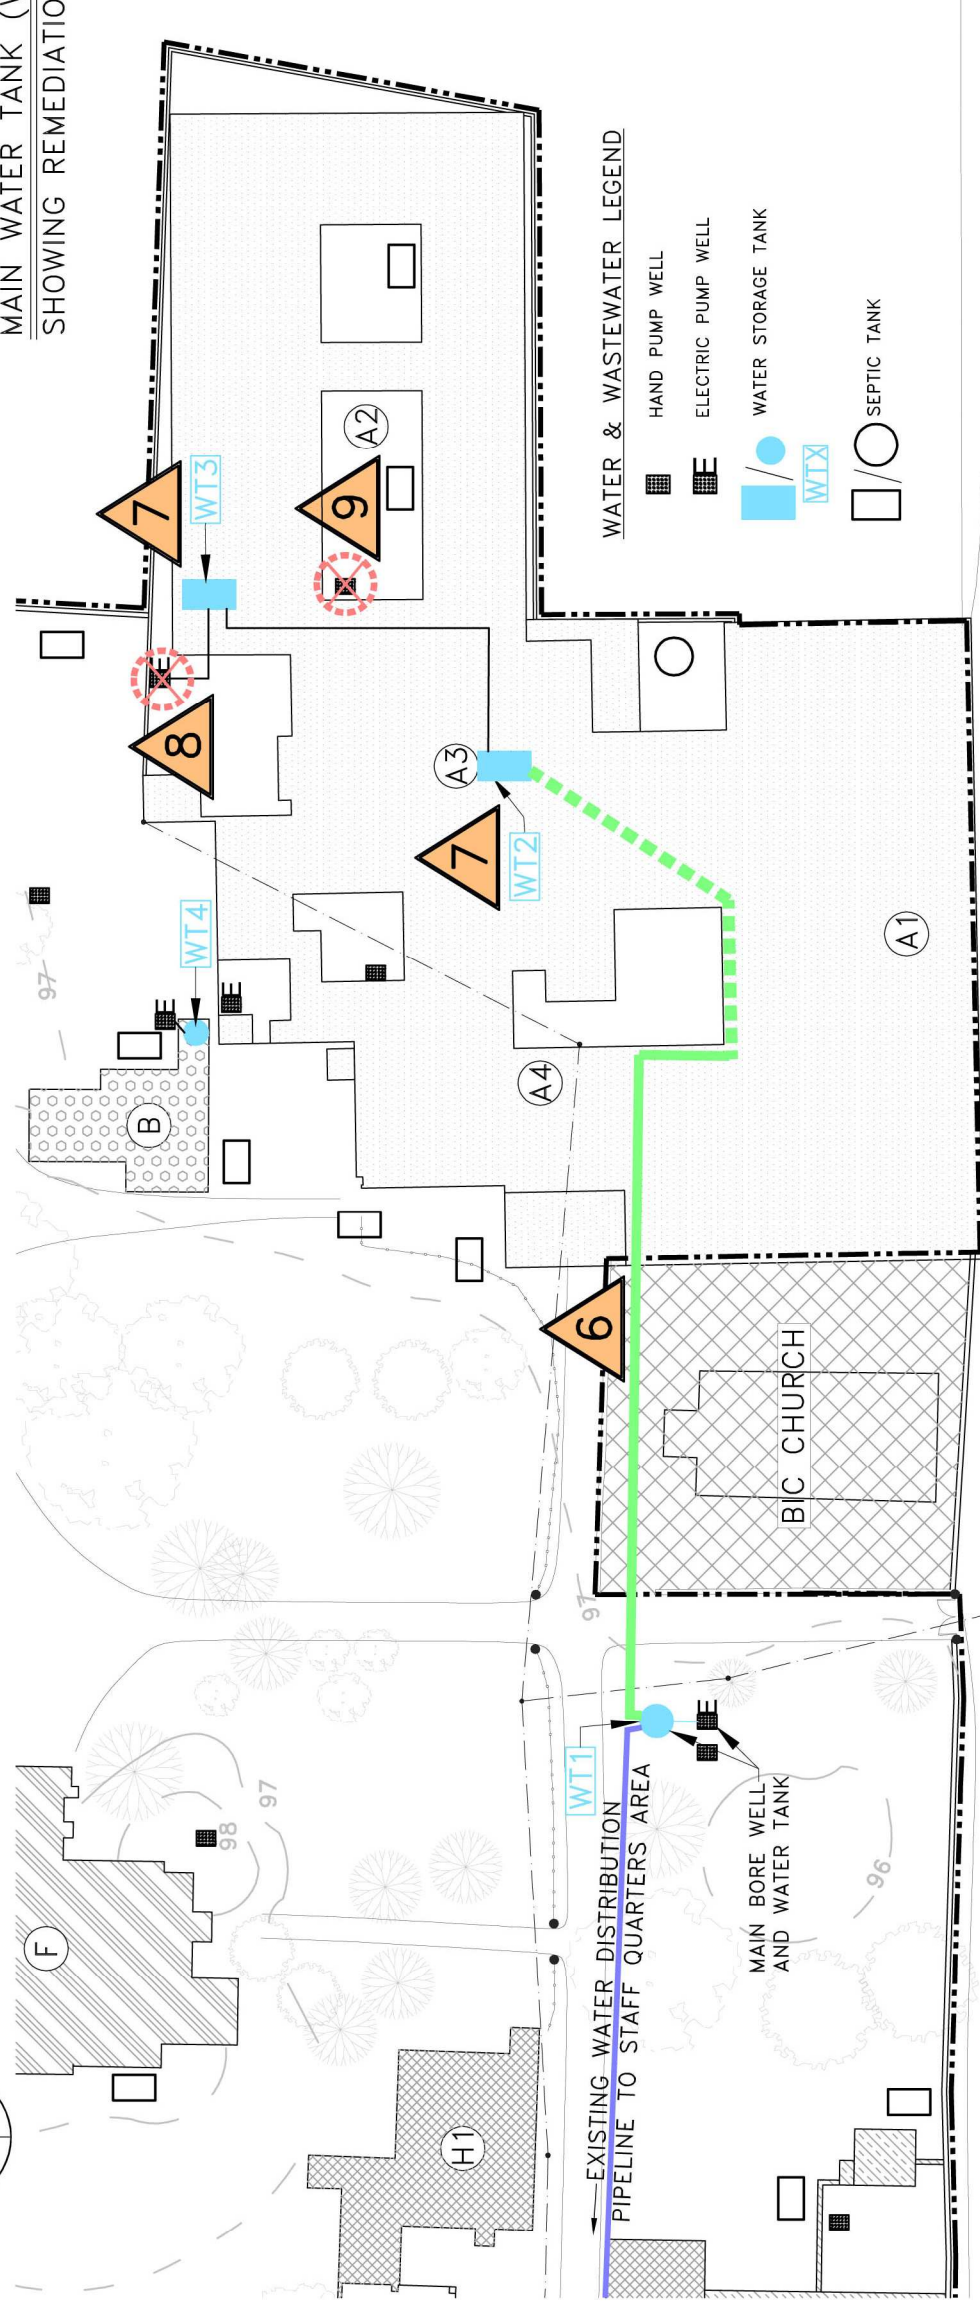 MAIN WATER TANK (
SHOWING REMEDIATIO
7
WT3
A2
9
8
A3
WT2
7
97
WT4
B
A4
A1
6
BIC CHURCH
97
F
98
97
WT1
EXISTING WATER DISTRIBUTION
PIPELINE TO STAFF QUARTERS AREA
MAIN BORE WELL
AND WATER TANK
96
H1
WATER & WASTEWATER LEGEND
HAND PUMP WELL
ELECTRIC PUMP WELL
WATER STORAGE TANK
WTX
SEPTIC TANK